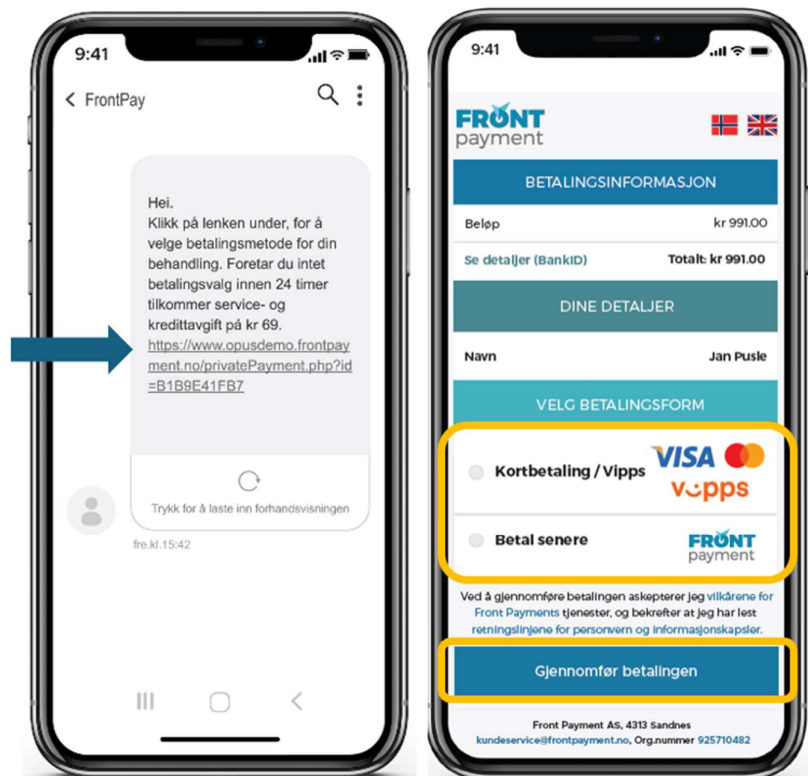 9:41
FrontPay
Hei.
Klikk på lenken under, for å
velge betalingsmetode for din
behandling. Foretar du intet
betalingsvalg innen 24 timer
tilkommer service- og
kredittavgift på kr 69.
https://www.opusdemo.frontpay
ment.no/privatePayment.php?id
=B1B9E41FB7
Trykk for å laste inn forhandsvisningen
fre.kl.15:42
9:41
FRONT
payment
BETALINGSINFORMASJON
Beløp kr 991.00
Se detaljer (BankID) Totalt: kr 991.00
DINE DETALJER
Navn Jan Pusle
VELG BETALINGSFORM
Kortbetaling / Vipps VISA
vipps
Betal senere FRONT
payment
Ved å gjennomføre betalingen askepterer jeg vilkårene for
Front Payments tjenester, og bekrefter at jeg har lest
retningslinjene for personvern og informasjonskapsler.
Gjennomfør betalingen
Front Payment AS, 4313 Sandnes
kundeservice@frontpayment.no, Org.nummer 925710482